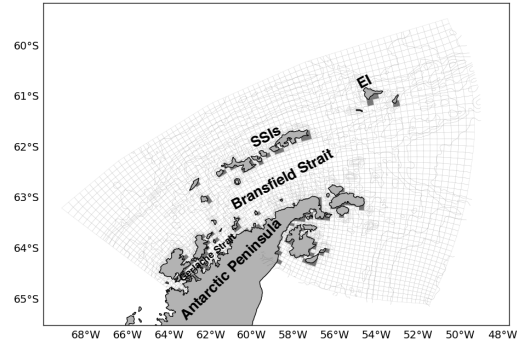 60°S
61°S
62°S
63°S
64°S
65°S
EI
SSIs
Bransfield Strait
Gerlache Strait
Antarctic Peninsula
68°W 66°W 64°W 62°W 60°W 58°W 56°W 54°W 52°W 50°W 48°W